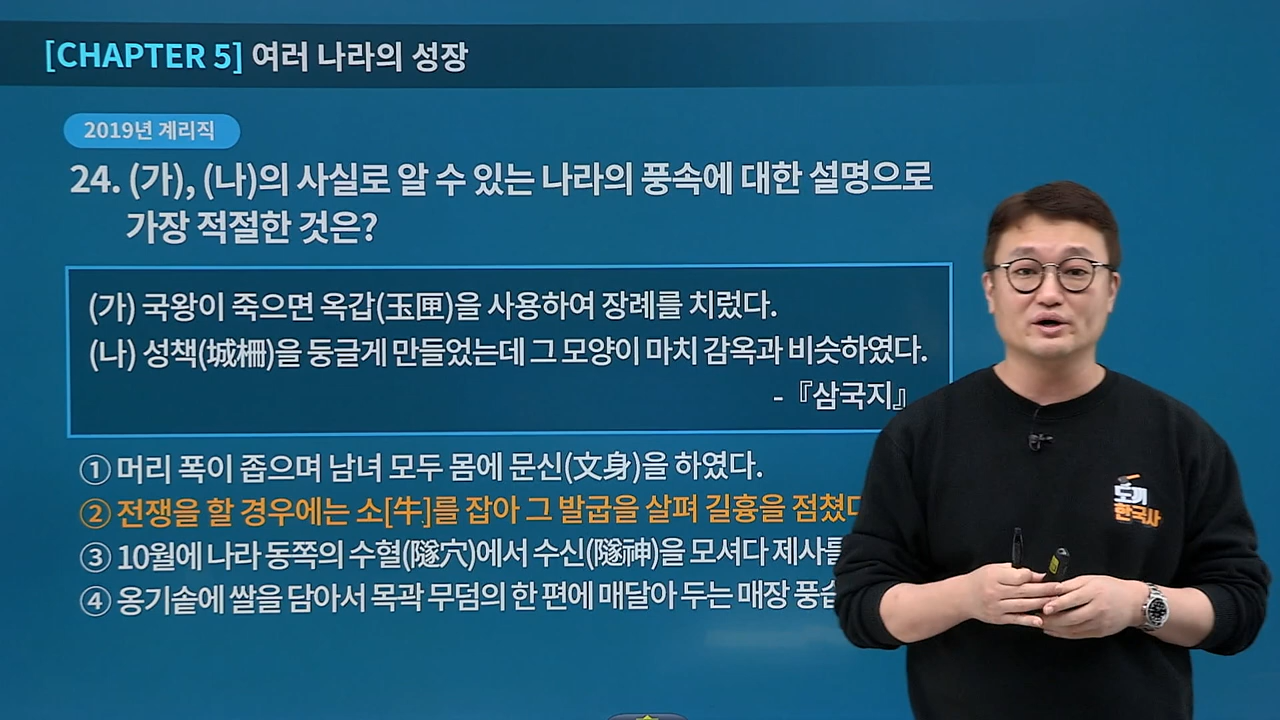 [CHAPTER 5] 여러 나라의 성장
2019년 계리직
24. (가), (나)의 사실로 알 수 있는 나라의 풍속에 대한 설명으로
가장 적절한 것은?
(가) 국왕이 죽으면 옥갑(玉匣)을 사용하여 장례를 치렀다.
(나) 성책(城柵)을 둥글게 만들었는데 그 모양이 마치 감옥과 비슷하였다.
-『삼국지』
① 머리 폭이 좁으며 남녀 모두 몸에 문신(文身)을 하였다.
② 전쟁을 할 경우에는 소[牛]를 잡아 그 발굽을 살펴 길흉을
③ 10월에 나라 동쪽의 수혈(隧穴)에서 수신(隧神)을 모셔다 제사를
④ 옹기솥에 쌀을 담아서 목곽 무덤의 한 편에 매달아 두는 매장
도끼
한국사